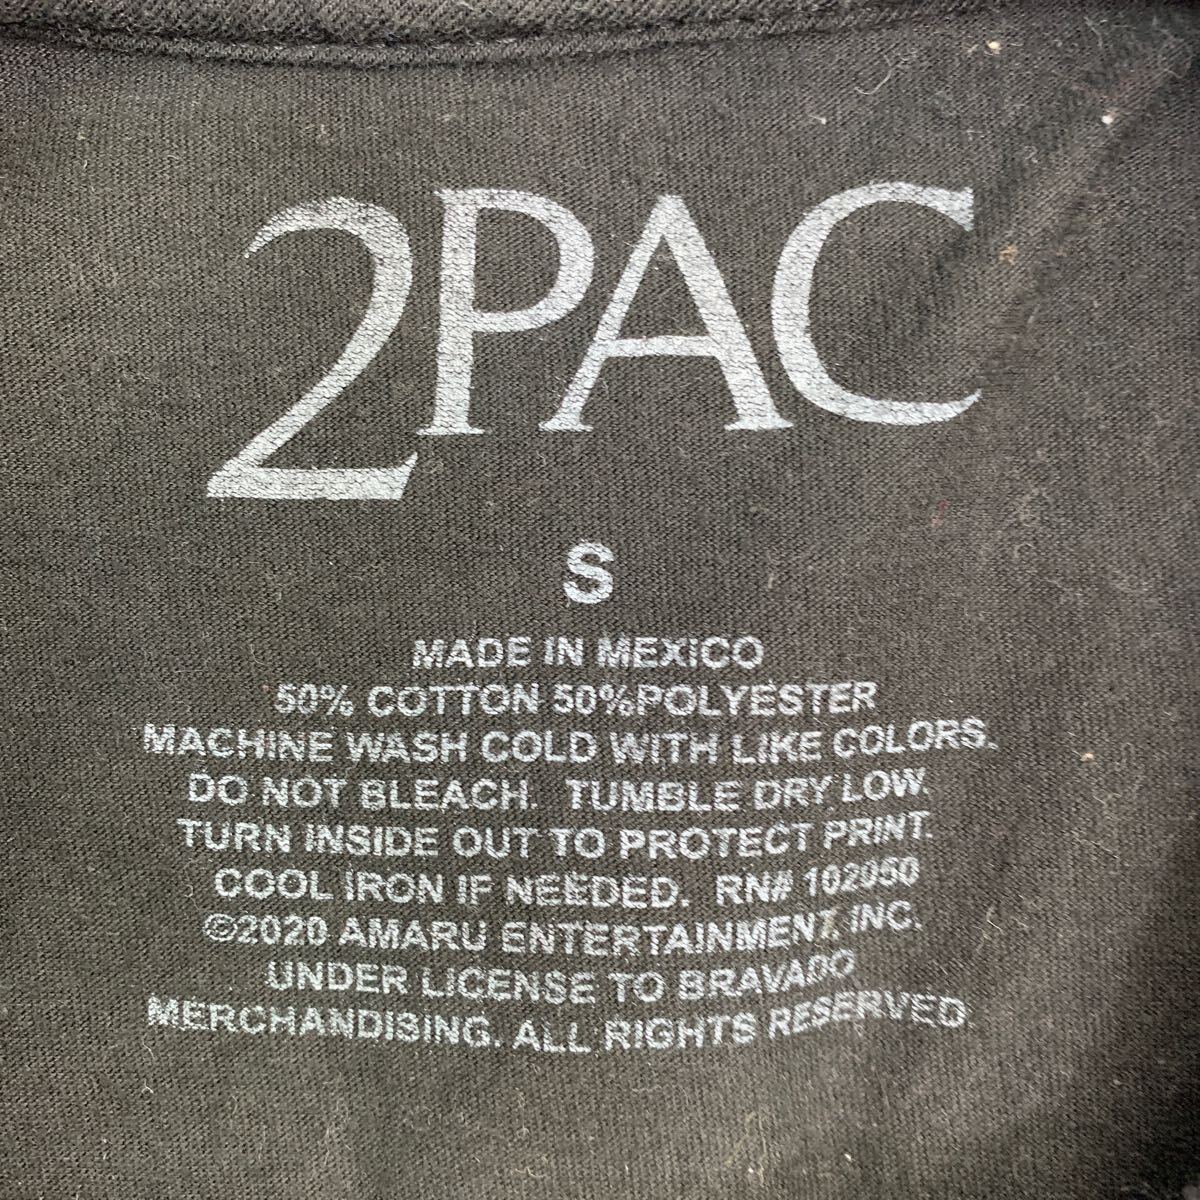 2PAC
S
MADE IN MEXICO
50% COTTON 50%POLYESTER
MACHINE WASH COLD WITH LIKE COLORS.
DO NOT BLEACH. TUMBLE DRY LOW.
TURN INSIDE OUT TO PROTECT PRINT.
COOL IRON IF NEEDED. RN# 102050
©2020 AMARU ENTERTAINMENT, INC.
UNDER LICENSE TO BRAVADO
MERCHANDISING. ALL RIGHTS RESERVED.